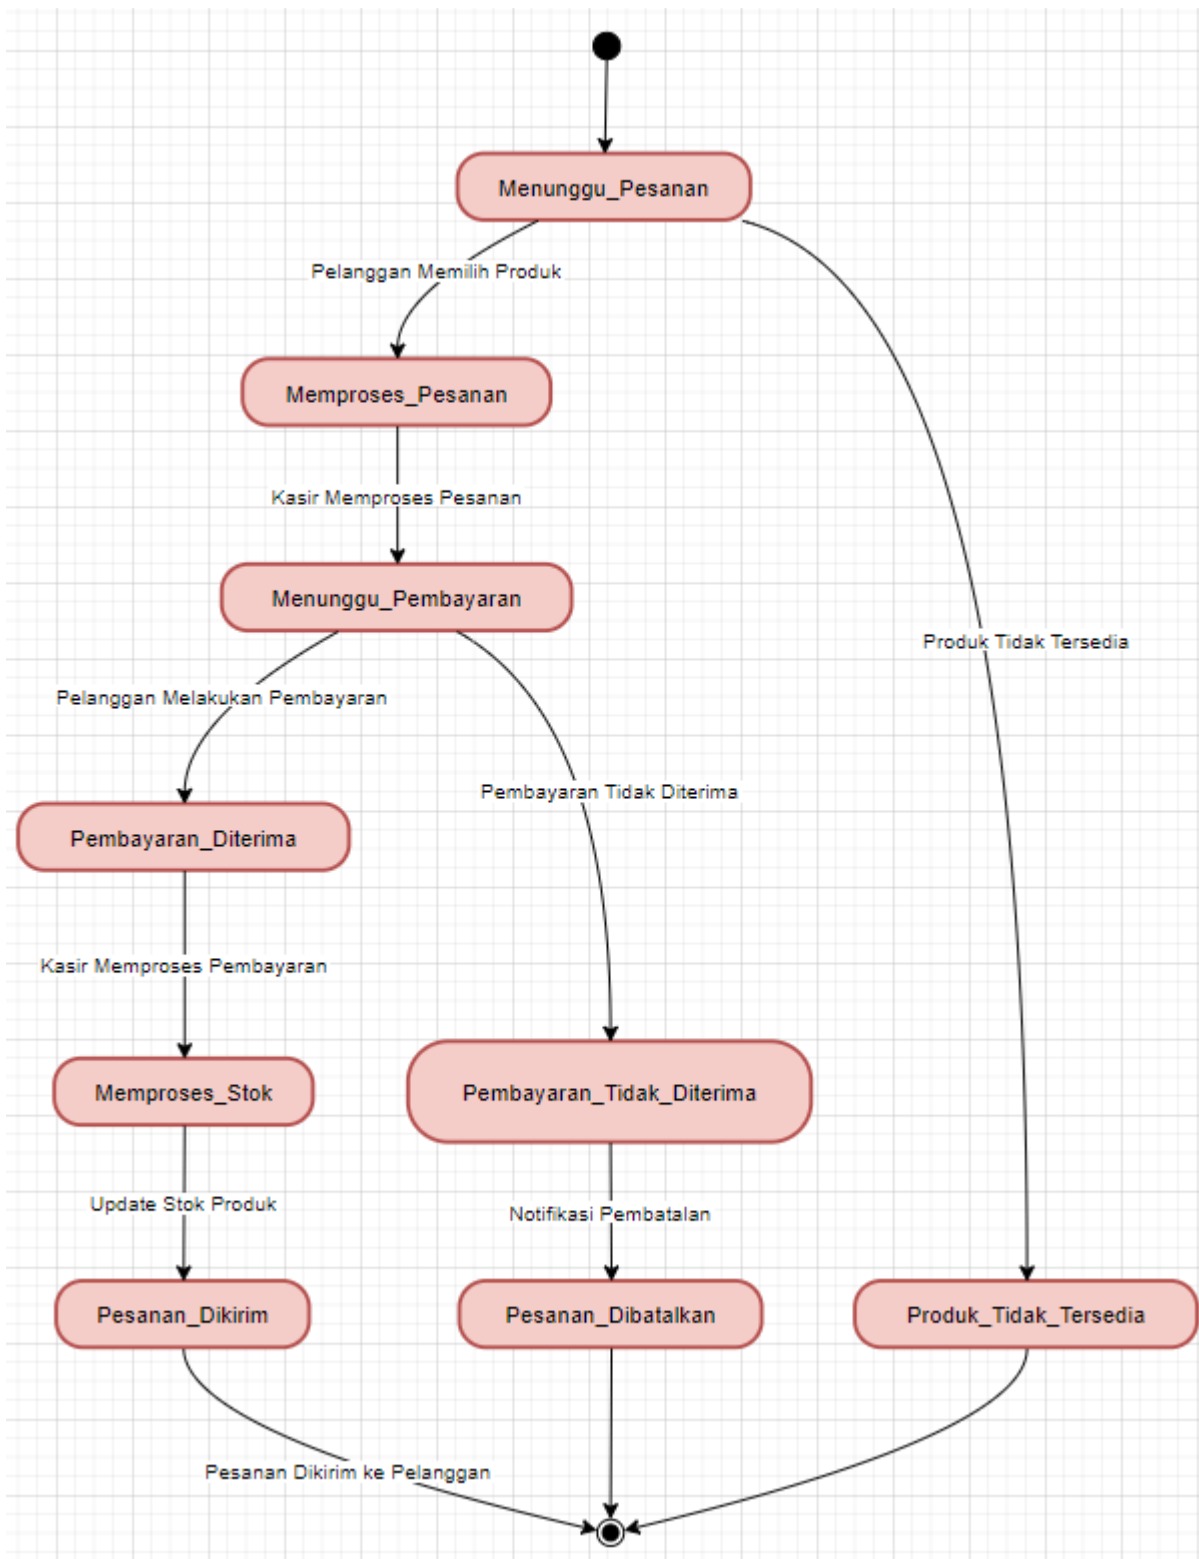 Menunggu_Pesanan
Pelanggan Memilih Produk
Memproses_Pesanan
Kasir Memproses Pesanan
Menunggu_Pembayaran
Produk Tidak Tersedia
Pelanggan Melakukan Pembayaran
Pembayaran Tidak Diterima
Pembayaran_Diterima
Kasir Memproses Pembayaran
Memproses_Stok
Pembayaran_Tidak_Diterima
Update Stok Produk
Notifikasi Pembatalan
Pesanan_Dikirim
Pesanan_Dibatalkan
Produk_Tidak_Tersedia
Pesanan Dikirim ke Pelanggan